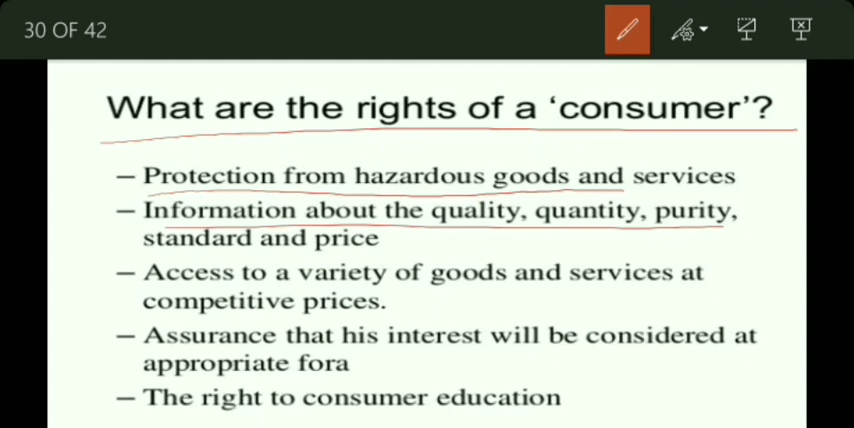 30 OF 42
What are the rights of a ‘consumer’?
– Protection from hazardous goods and services
– Information about the quality, quantity, purity,
standard and price
– Access to a variety of goods and services at
competitive prices.
– Assurance that his interest will be considered at
appropriate fora
– The right to consumer education